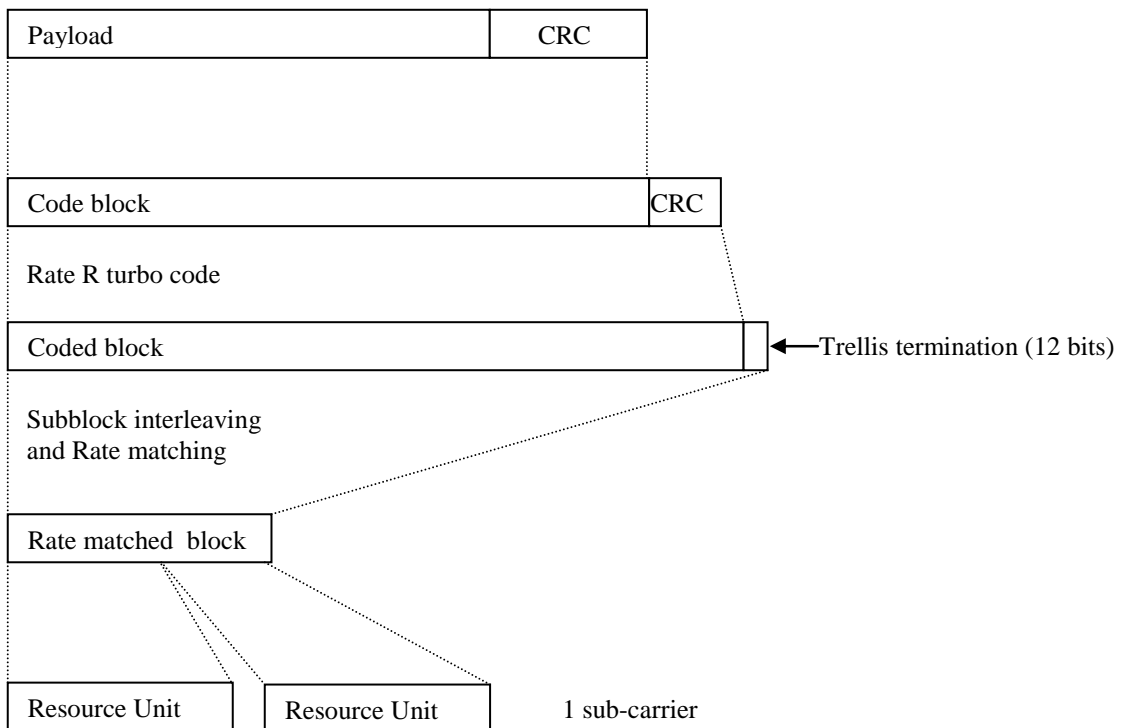 Payload CRC
Code block CRC
Rate R turbo code
Coded block
Trellis termination (12 bits)
Subblock interleaving
and Rate matching
Rate matched block
Resource Unit Resource Unit 1 sub-carrier